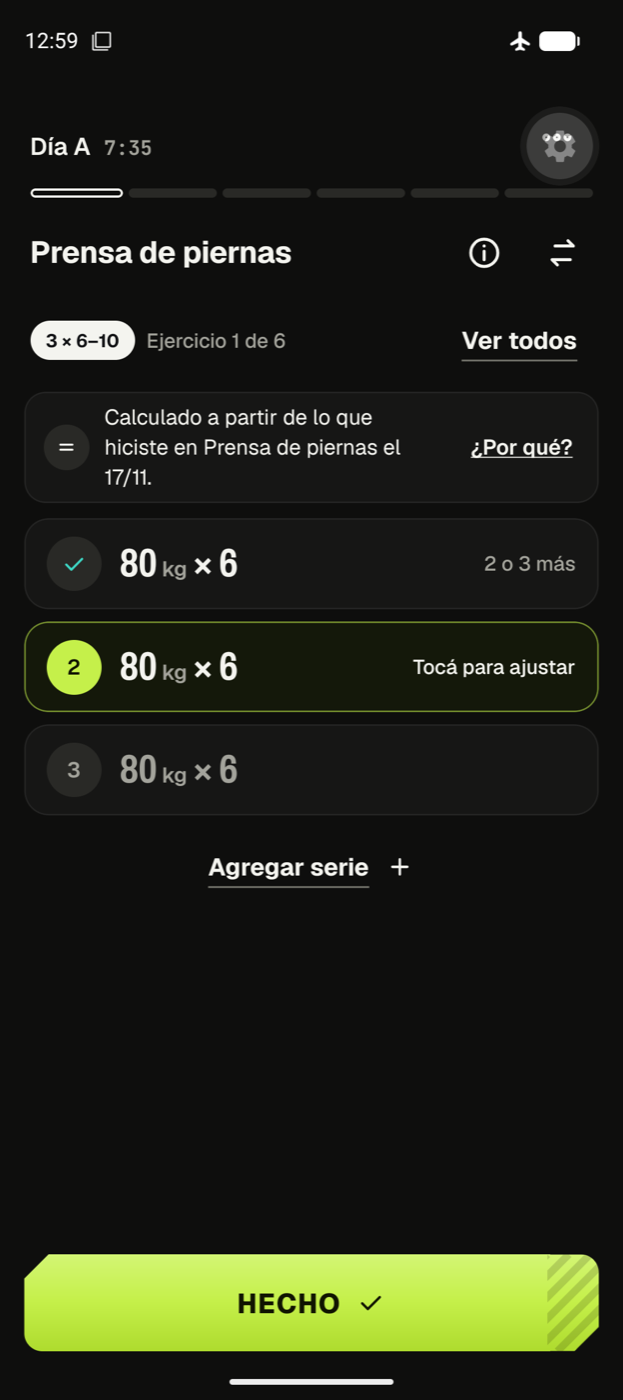 12:59
Día A 7:35
Prensa de piernas
3 × 6–10 Ejercicio 1 de 6 Ver todos
Calculado a partir de lo que
hiciste en Prensa de piernas el
17/11.
¿Por qué?
80 kg × 6 2 o 3 más
2 80 kg × 6 Tocá para ajustar
3 80 kg × 6
Agregar serie +
HECHO